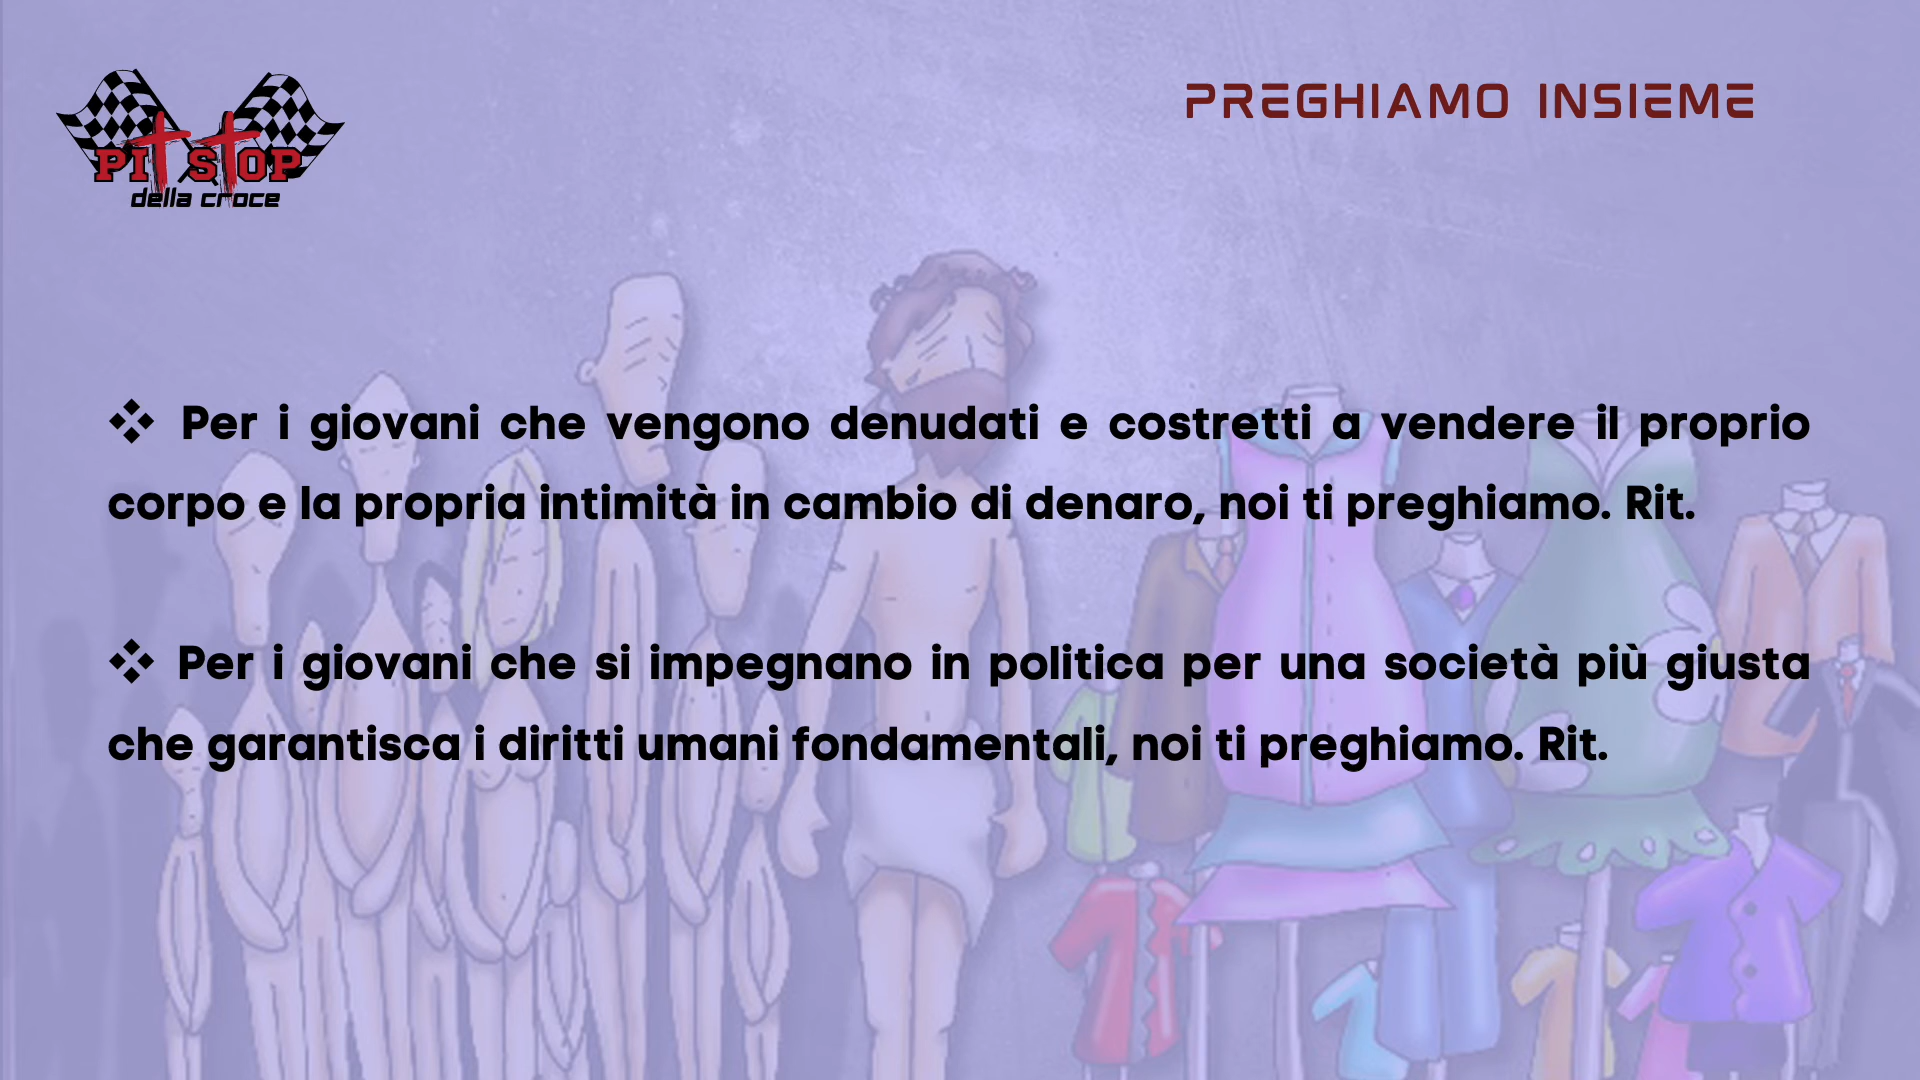 PIT STOP
della croce
PREGHIAMO INSIEME
❖ Per i giovani che vengono denudati e costretti a vendere il proprio
corpo e la propria intimità in cambio di denaro, noi ti preghiamo. Rit.
❖ Per i giovani che si impegnano in politica per una società più giusta
che garantisca i diritti umani fondamentali, noi ti preghiamo. Rit.